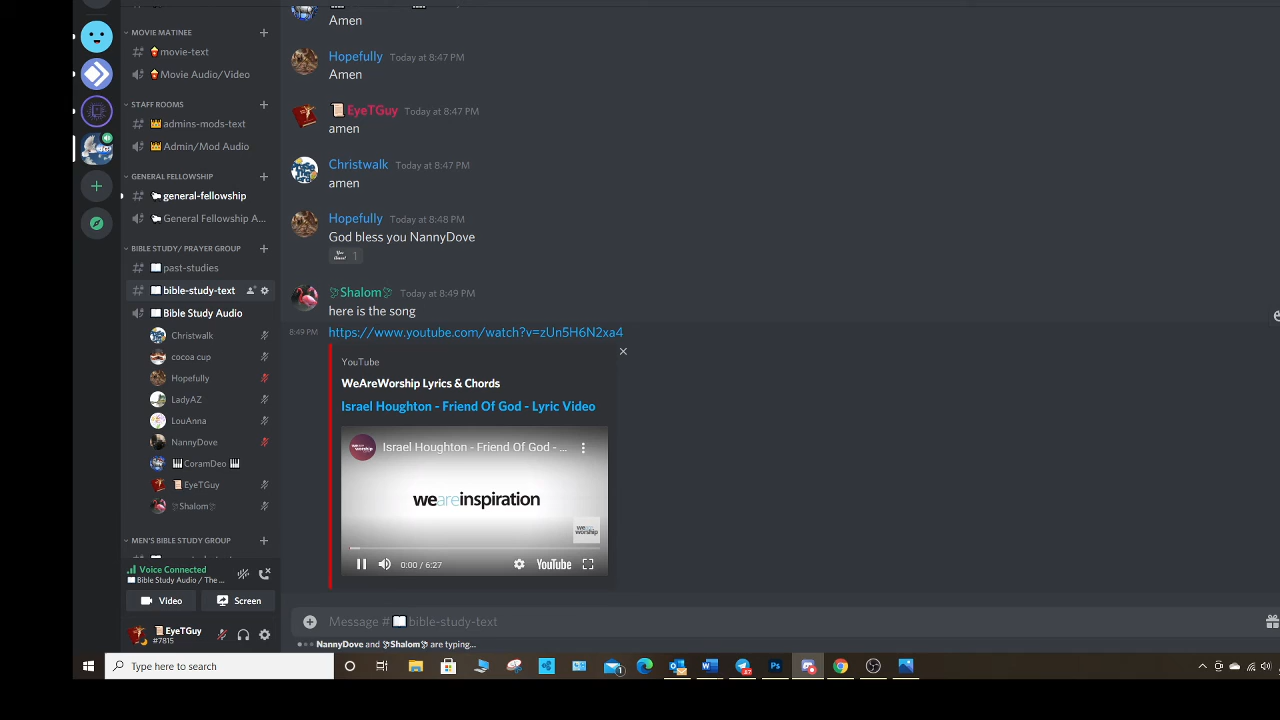 MOVIE MATINEE
movie-text
Movie Audio/Video
STAFF ROOMS
admins-mods-text
Admin/Mod Audio
GENERAL FELLOWSHIP
general-fellowship
General Fellowship A...
BIBLE STUDY/ PRAYER GROUP
past-studies
bible-study-text
Bible Study Audio
Christwalk
cocoa cup
Hopefully
LadyAZ
LouAnna
NannyDove
CoramDeo
EyeTGuy
Shalom
MEN'S BIBLE STUDY GROUP
Voice Connected
Bible Study Audio / The ...
Video
Screen
EyeTGuy
#7815
Amen
Hopefully Today at 8:47 PM
Amen
EyeTGuy Today at 8:47 PM
amen
Christwalk Today at 8:47 PM
amen
Hopefully Today at 8:48 PM
God bless you NannyDove
1
Shalom Today at 8:49 PM
here is the song
8:49 PM https://www.youtube.com/watch?v=zUn5H6N2xa4
YouTube
WeAreWorship Lyrics & Chords
Israel Houghton - Friend Of God - Lyric Video
Israel Houghton - Friend Of God - ...
weareinspiration
we are worship
0:00 / 6:27
YouTube
Message # bible-study-text
NannyDove and Shalom are typing...
Type here to search
1
27